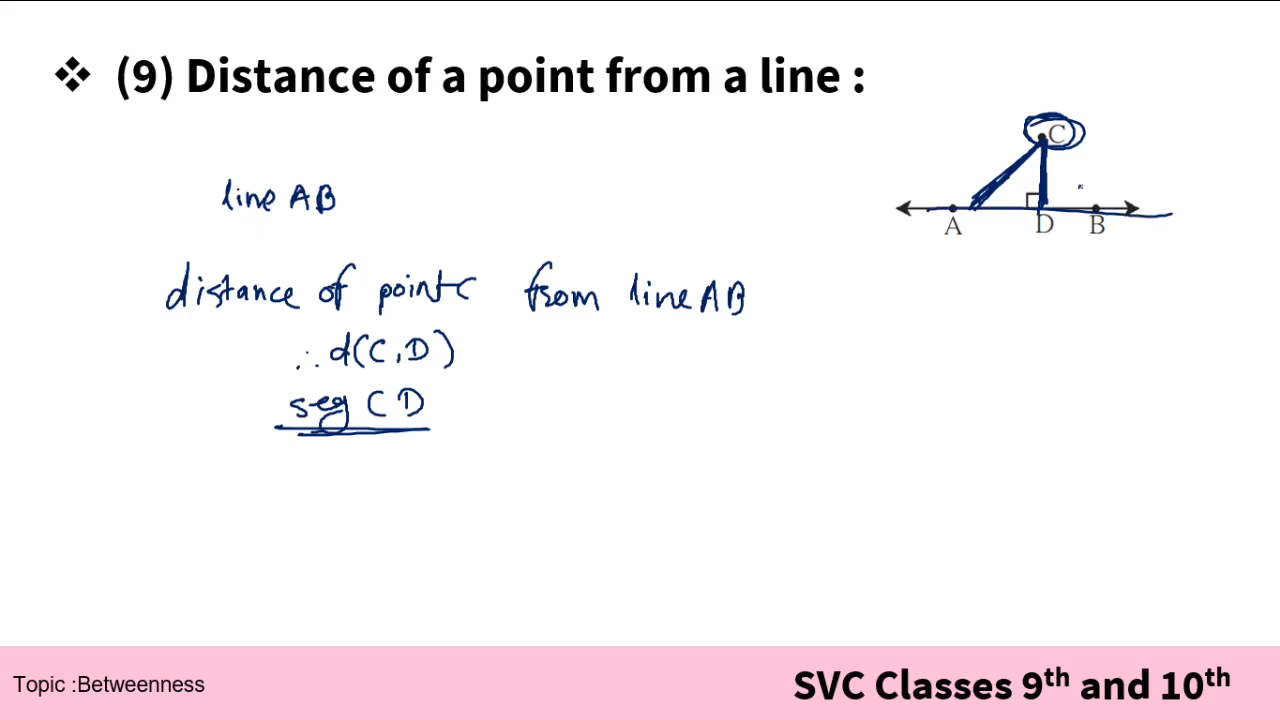 ❖ (9) Distance of a point from a line :
C
A D B
line AB
distance of point C from line AB
∴ d(C, D)
seg CD
Topic :Betweenness
SVC Classes 9th and 10th